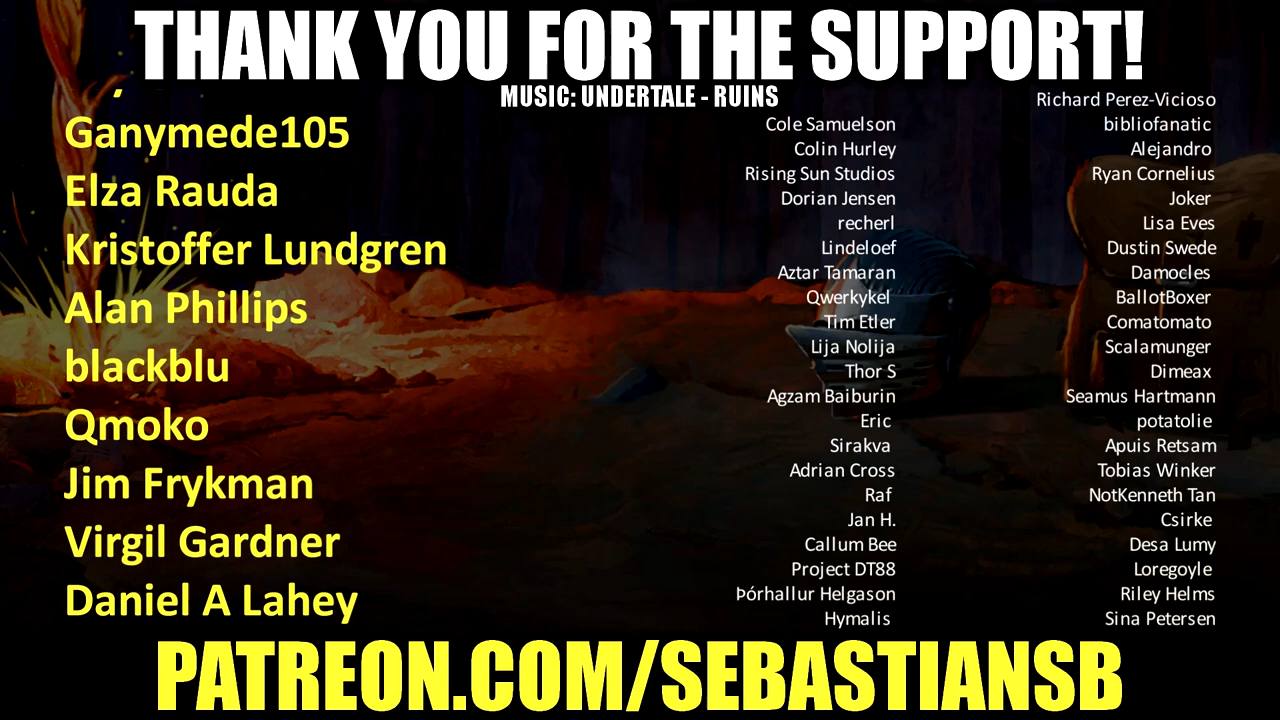 THANK YOU FOR THE SUPPORT!
MUSIC: UNDERTALE - RUINS
Ganymede105
Elza Rauda
Kristoffer Lundgren
Alan Phillips
blackblu
Qmoko
Jim Frykman
Virgil Gardner
Daniel A Lahey
Cole Samuelson
Colin Hurley
Rising Sun Studios
Dorian Jensen
recherl
Lindeloef
Aztar Tamaran
Qwerkykel
Tim Etler
Lija Nolija
Thor S
Agzam Baiburin
Eric
Sirakva
Adrian Cross
Raf
Jan H.
Callum Bee
Project DT88
Þórhallur Helgason
Hymalis
Richard Perez-Vicioso
bibliofanatic
Alejandro
Ryan Cornelius
Joker
Lisa Eves
Dustin Swede
Damocles
BallotBoxer
Comatomato
Scalamunger
Dimeax
Seamus Hartmann
potatolie
Apuis Retsam
Tobias Winker
NotKenneth Tan
Csirke
Desa Lumy
Loregoyle
Riley Helms
Sina Petersen
PATREON.COM/SEBASTIANSB